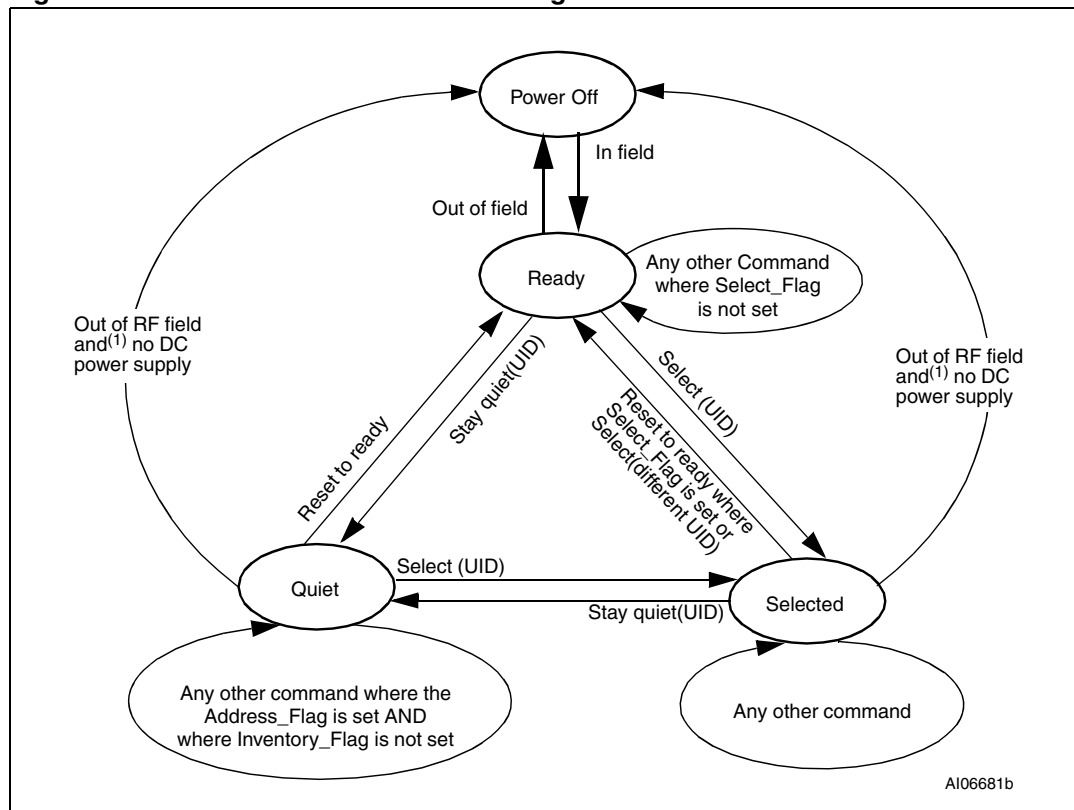 Power Off
In field
Out of field
Ready
Any other Command
where Select_Flag
is not set
Out of RF field
and(1) no DC
power supply
Out of RF field
and(1) no DC
power supply
Reset to ready
Stay quiet(UID)
Select (UID)
Reset to ready where
Select_Flag is set or
Select(different UID)
Quiet
Select (UID)
Stay quiet(UID)
Selected
Any other command where the
Address_Flag is set AND
where Inventory_Flag is not set
Any other command
AI06681b